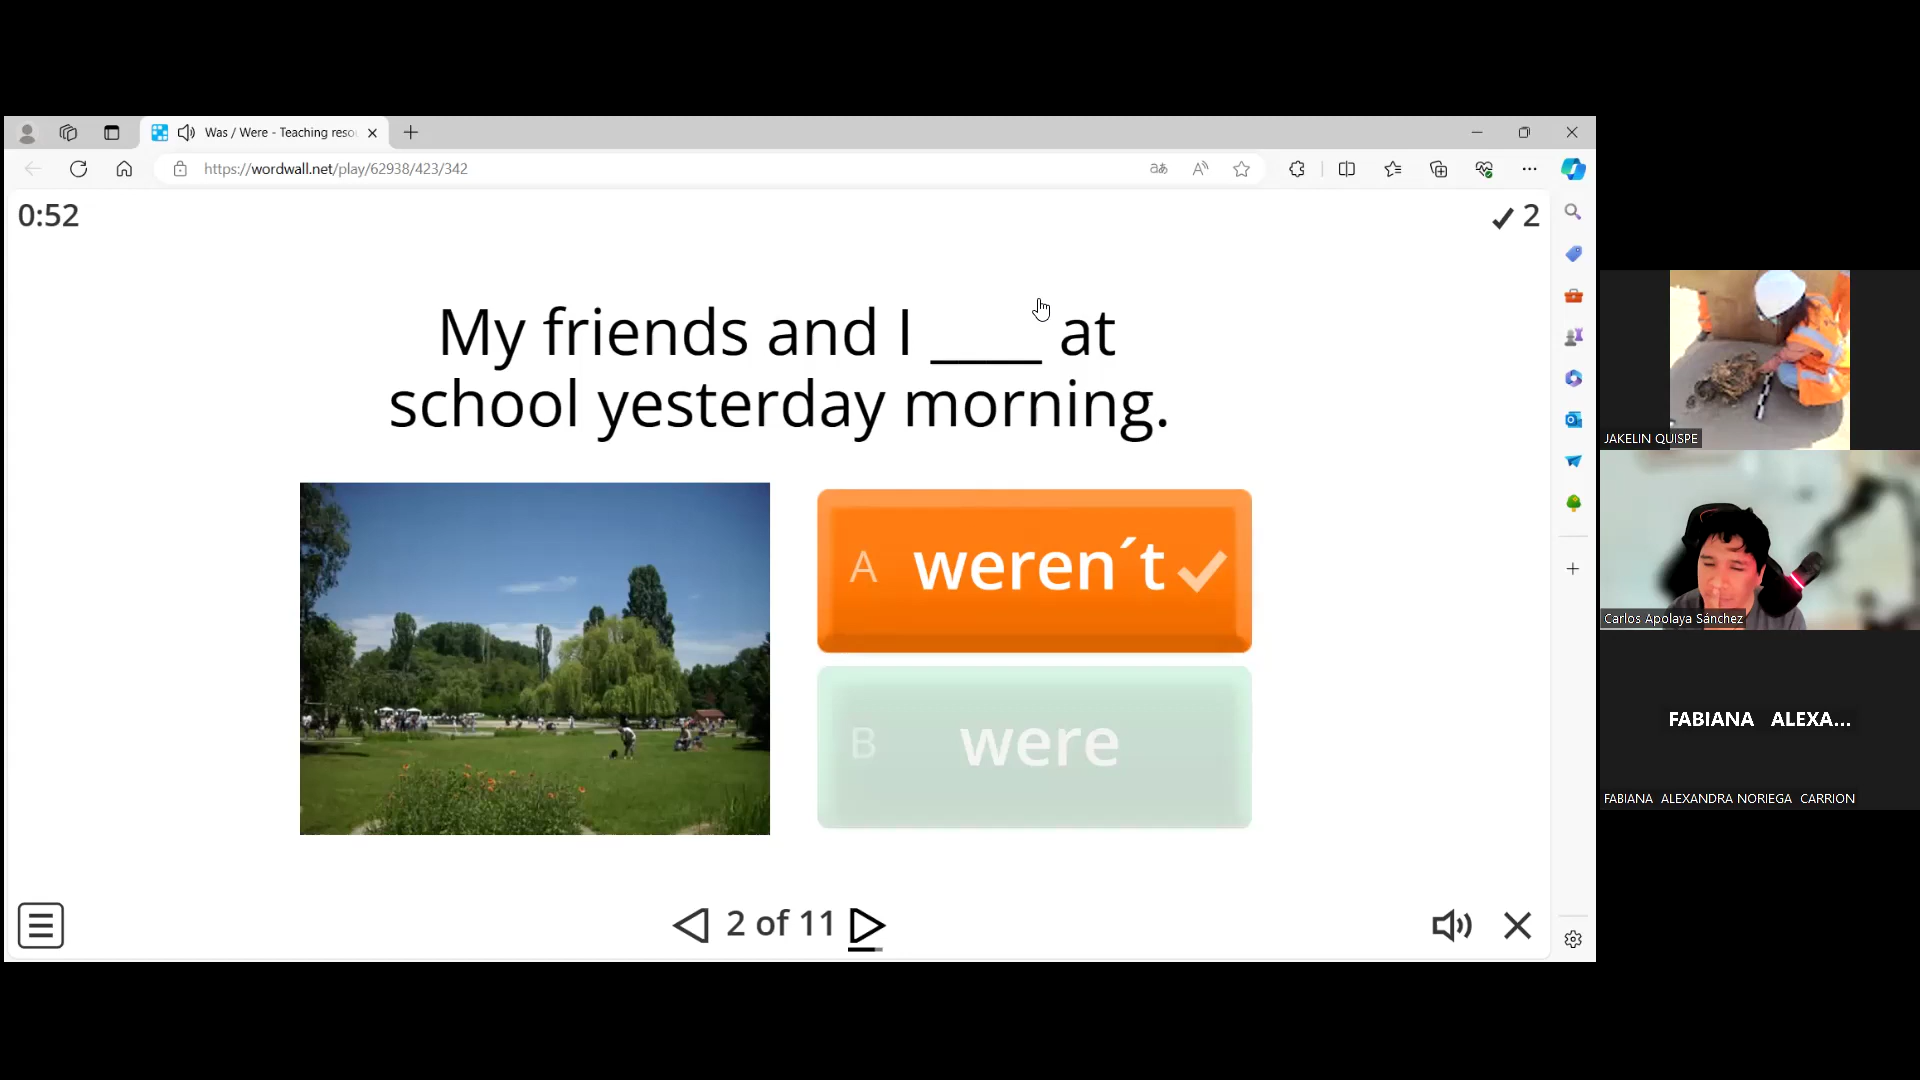 Was / Were - Teaching reso
https://wordwall.net/play/62938/423/342
0:52
2
My friends and I ____ at
school yesterday morning.
A weren´t
B were
2 of 11
JAKELIN QUISPE
Carlos Apolaya Sánchez
FABIANA ALEXA...
FABIANA ALEXANDRA NORIEGA CARRION